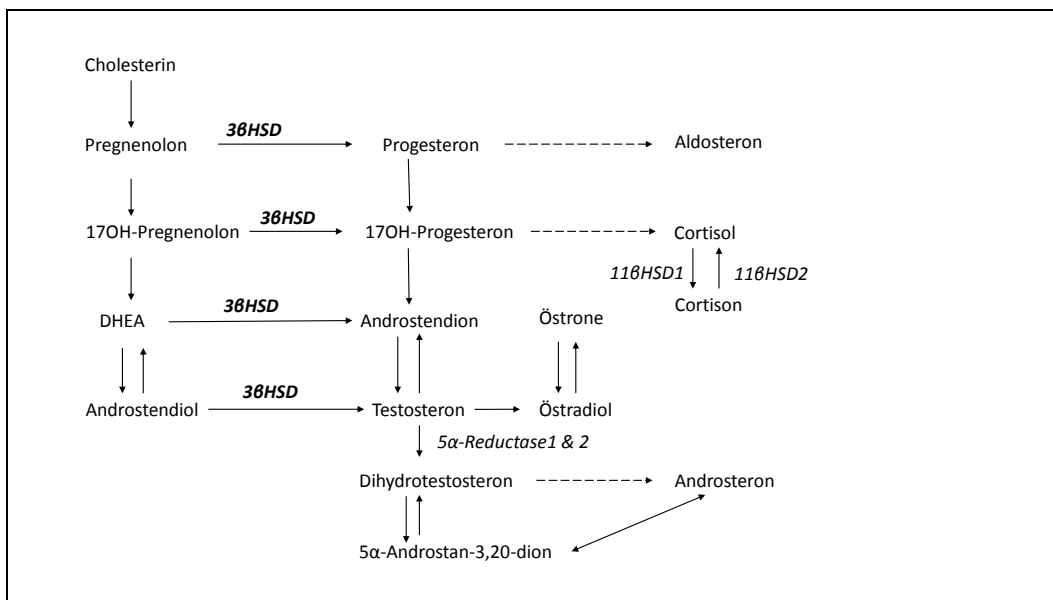 Cholesterin
3βHSD
Pregnenolon Progesteron Aldosteron
3βHSD
17OH-Pregnenolon 17OH-Progesteron Cortisol
11βHSD1 11βHSD2
Cortison
3βHSD
DHEA Androstendion Östrone
3βHSD
Androstendiol Testosteron Östradiol
5α-Reductase1 & 2
Dihydrotestosteron Androsteron
5α-Androstan-3,20-dion